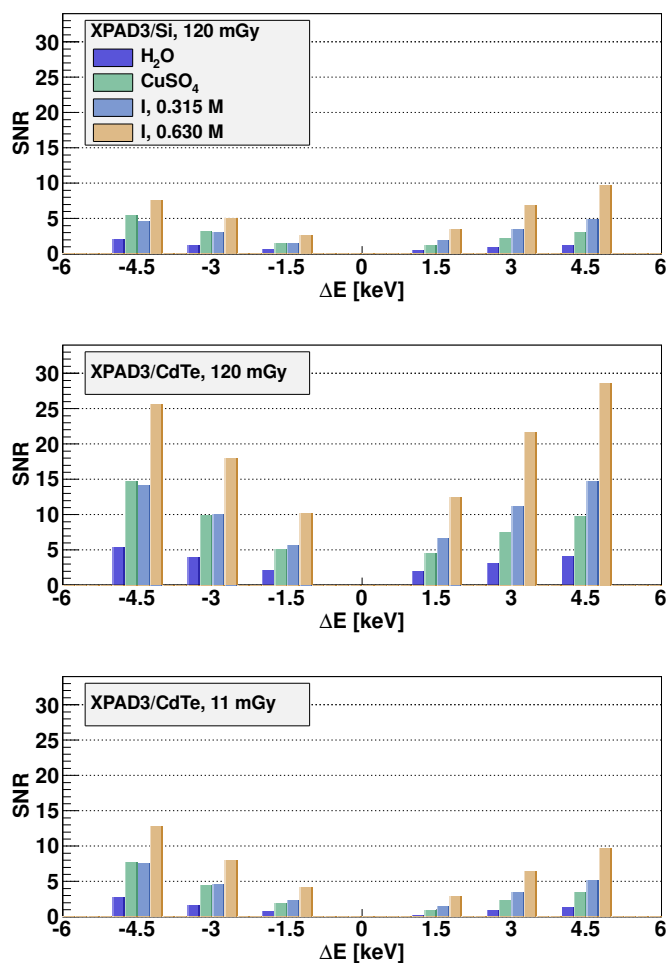 XPAD3/Si, 120 mGy
H₂O
CuSO₄
I, 0.315 M
I, 0.630 M
SNR
30
25
20
15
10
5
0
-6 -4.5 -3 -1.5 0 1.5 3 4.5 6
ΔE [keV]
XPAD3/CdTe, 120 mGy
SNR
30
25
20
15
10
5
0
-6 -4.5 -3 -1.5 0 1.5 3 4.5 6
ΔE [keV]
XPAD3/CdTe, 11 mGy
SNR
30
25
20
15
10
5
0
-6 -4.5 -3 -1.5 0 1.5 3 4.5 6
ΔE [keV]